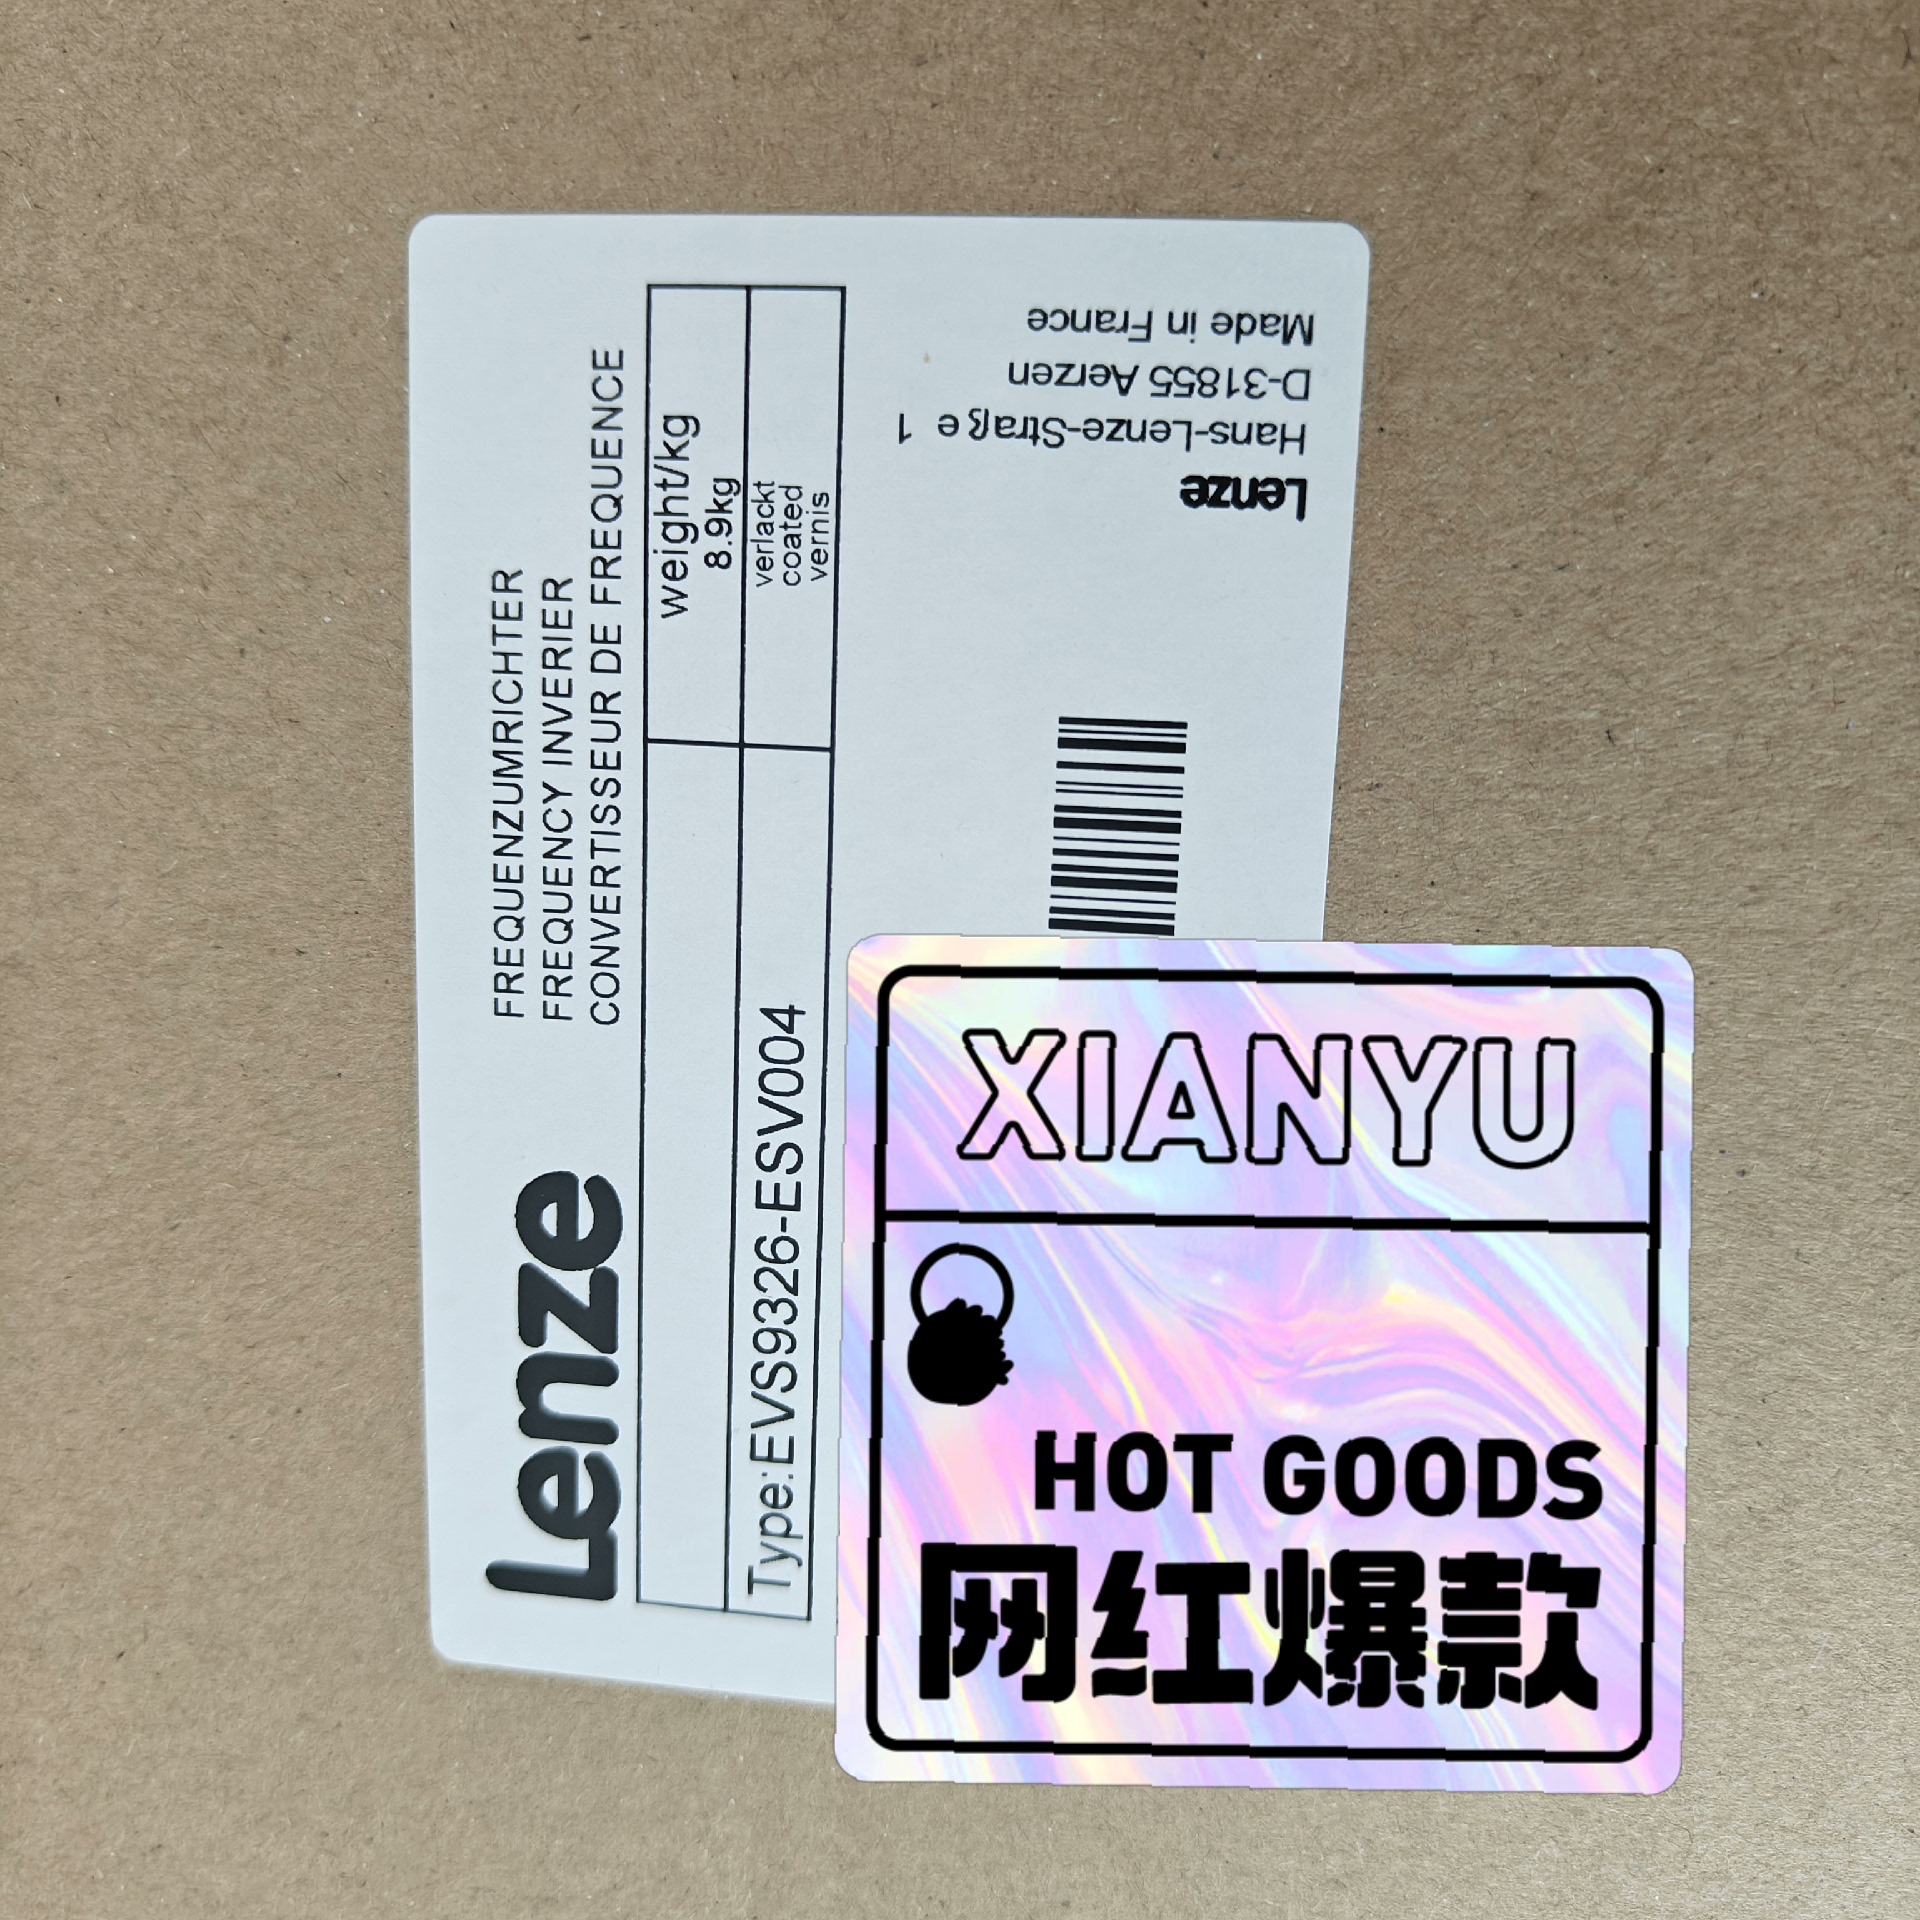 Lenze
FREQUENZUMRICHTER
FREQUENCY INVERIER
CONVERTISSEUR DE FREQUENCE
weight/kg
8.9kg
Type:EVS9326-ESV004
verlackt
coated
vernis
Lenze
Hans-Lenze-Straße 1
D-31855 Aerzen
Made in France
XIANYU
HOT GOODS
网红爆款